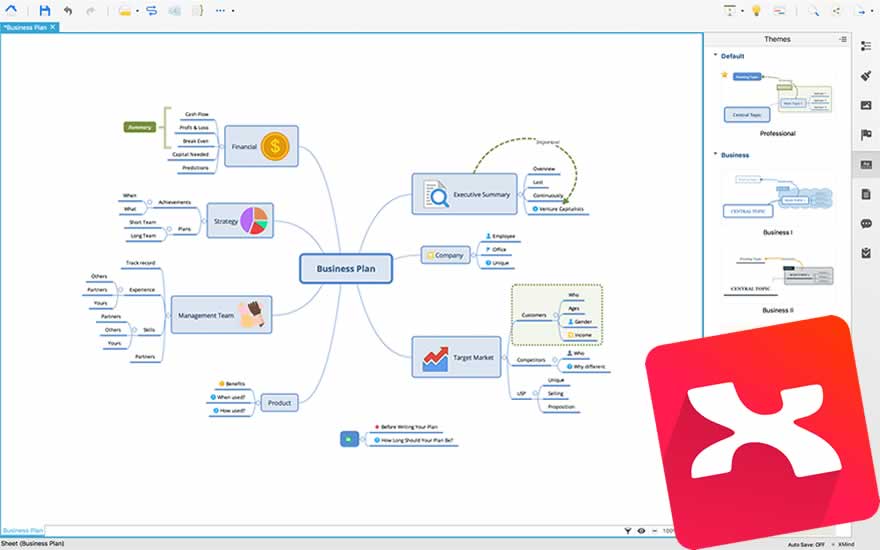 *Business Plan
Themes
Default
Central Topic
Professional
Business
CENTRAL TOPIC
Business I
CENTRAL TOPIC
Business II
Business Plan
Financial
Cash Flow
Profit & Loss
Break Even
Capital Needed
Predictions
Summary
Strategy
Achievements
When
What
Plans
Short Team
Long Team
Management Team
Track record
Experience
Others
Partners
Yours
Skills
Partners
Others
Yours
Partners
Product
Benefits
When used?
How used?
Executive Summary
Overview
Last
Continuously
Venture Capitalists
Important
Company
Employee
Office
Unique
Target Market
Customers
Who
Ages
Gender
Income
Competitors
Who
Why different
USP
Unique
Selling
Proposition
Before Writing Your Plan
How Long Should Your Plan Be?
Business Plan
Sheet (Business Plan)
Auto Save: OFF
XMind